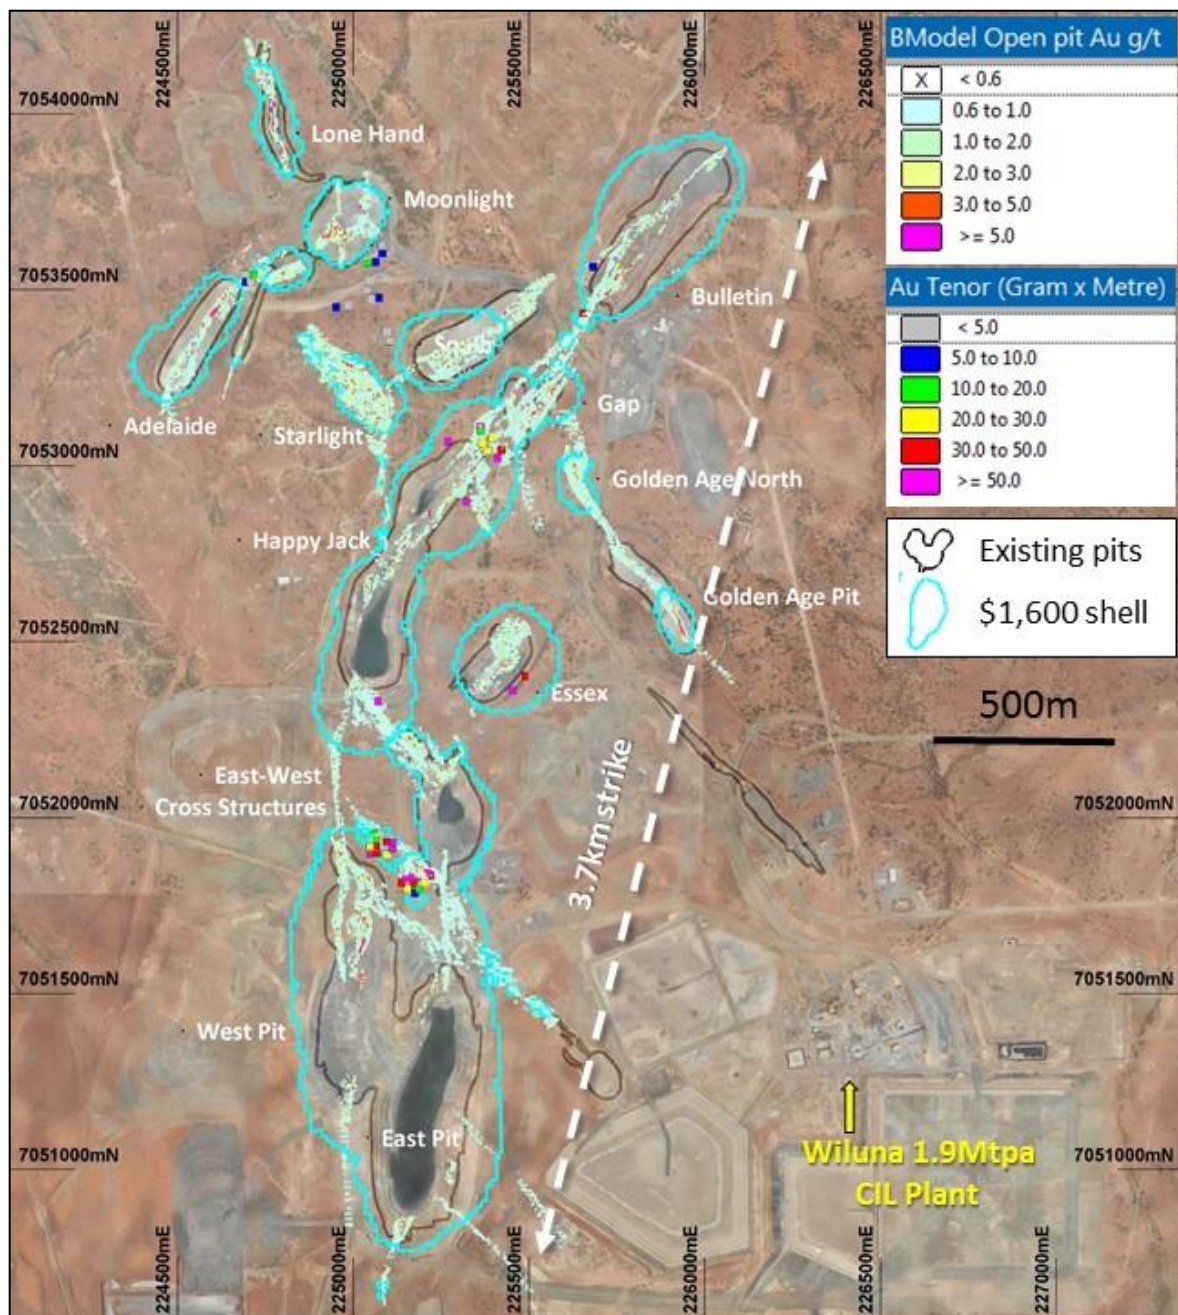 224500mE
225000mE
225500mE
226000mE
226500mE
BModel Open pit Au g/t
X < 0.6
0.6 to 1.0
1.0 to 2.0
2.0 to 3.0
3.0 to 5.0
>= 5.0
Au Tenor (Gram x Metre)
< 5.0
5.0 to 10.0
10.0 to 20.0
20.0 to 30.0
30.0 to 50.0
>= 50.0
Existing pits
$1,600 shell
500m
7054000mN
Lone Hand
Moonlight
7053500mN
Bulletin
South
Gap
Adelaide
Starlight
7053000mN
Golden Age North
Happy Jack
Golden Age Pit
7052500mN
Essex
East-West
Cross Structures
3.7km strike
7052000mN
7052000mN
7051500mN
7051500mN
West Pit
East Pit
7051000mN
7051000mN
Wiluna 1.9Mtpa
CIL Plant
224500mE
225000mE
225500mE
226000mE
226500mE
227000mE